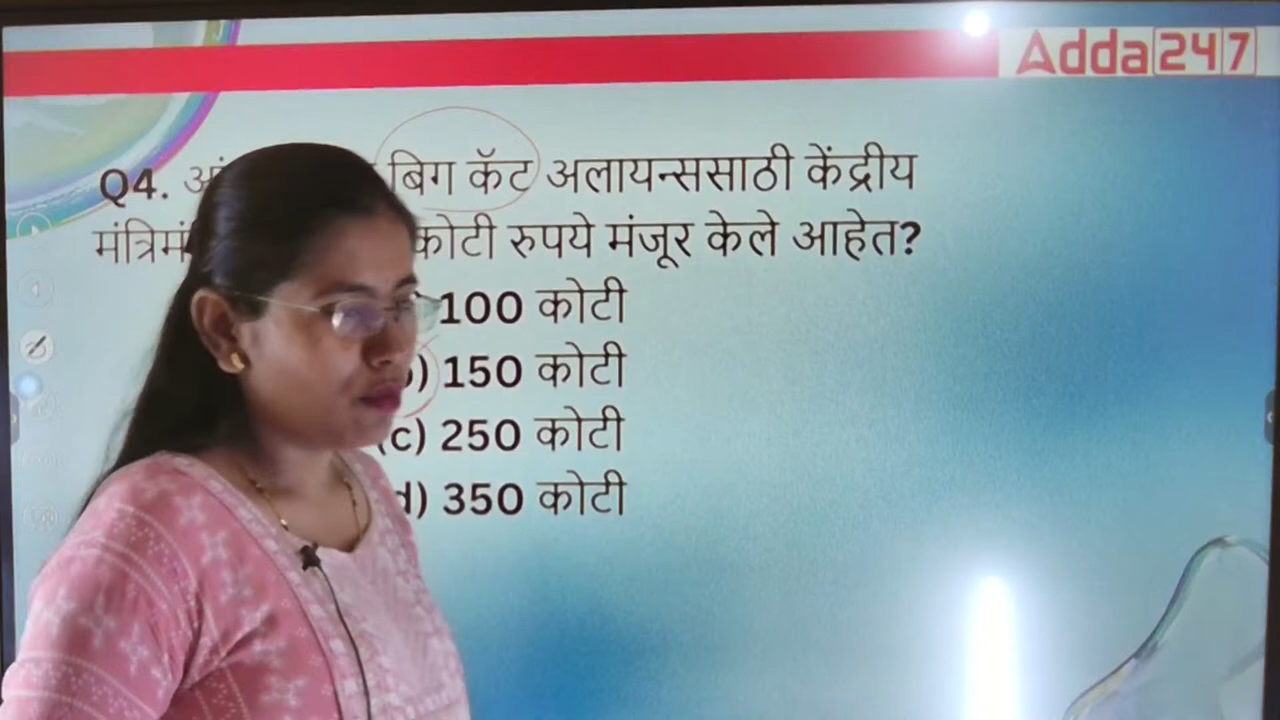 Adda247
Q4. बिग कॅट अलायन्ससाठी केंद्रीय
कोटी रुपये मंजूर केले आहेत?
100 कोटी
) 150 कोटी
(c) 250 कोटी
d) 350 कोटी